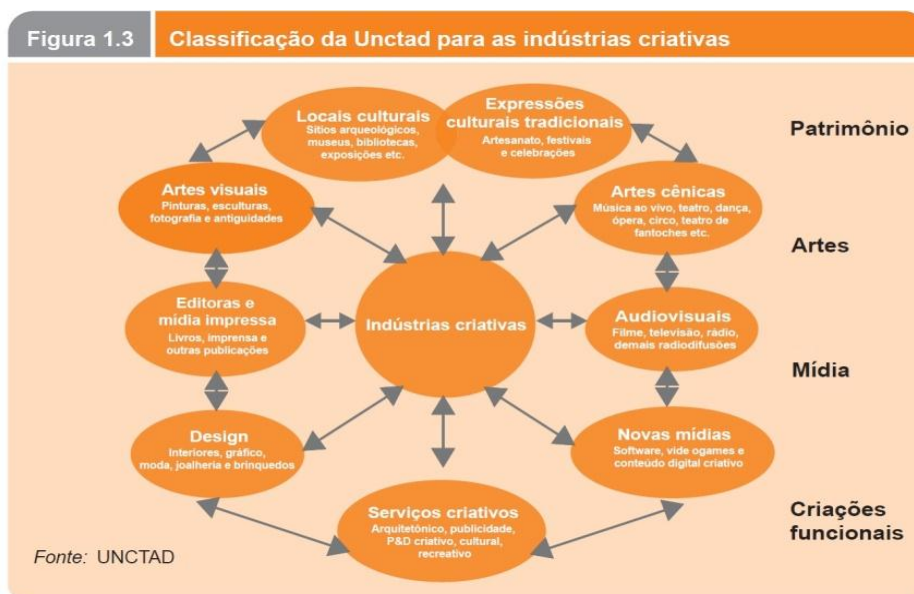 Figura 1.3
Classificação da Unctad para as indústrias criativas
Locais culturais
Sítios arqueológicos,
museus, bibliotecas,
exposições etc.
Expressões
culturais tradicionais
Artesanato, festivais
e celebrações
Patrimônio
Artes visuais
Pinturas, esculturas,
fotografia e antiguidades
Artes cênicas
Música ao vivo, teatro, dança,
ópera, circo, teatro de
fantoches etc.
Artes
Editoras e
mídia impressa
Livros, imprensa e
outras publicações
Indústrias criativas
Audiovisuais
Filme, televisão, rádio,
demais radiodifusões
Mídia
Design
Interiores, gráfico,
moda, joalheria e brinquedos
Novas mídias
Software, vide ogames e
conteúdo digital criativo
Serviços criativos
Arquitetônico, publicidade,
P&D criativo, cultural,
recreativo
Criações
funcionais
Fonte: UNCTAD